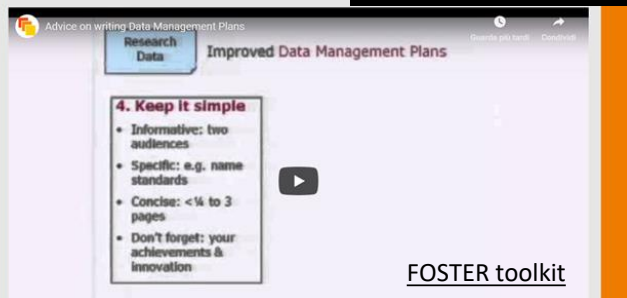 Advice on writing Data Management Plans
Guarda più tardi
Condividi
Research
Data
Improved Data Management Plans
4. Keep it simple
• Informative: two
audiences
• Specific: e.g. name
standards
• Concise: <¼ to 3
pages
• Don't forget: your
achievements &
innovation
FOSTER toolkit